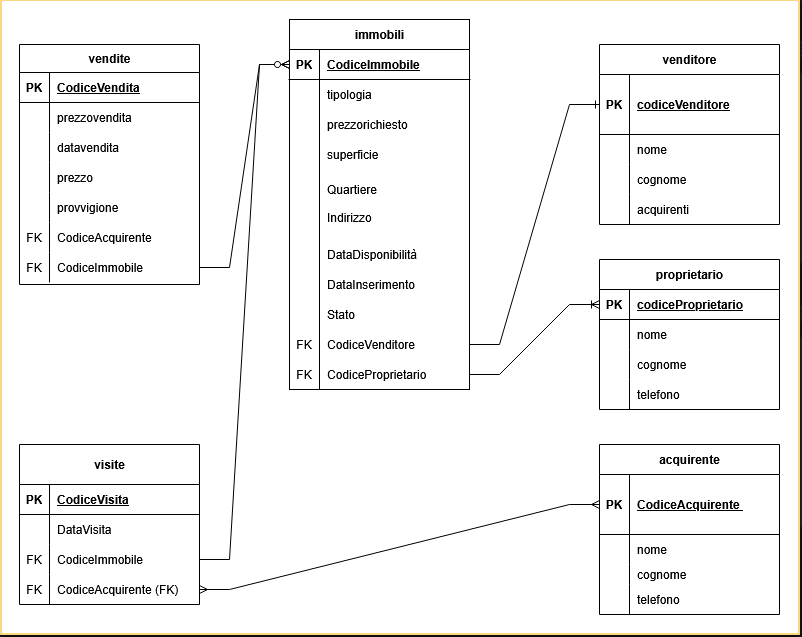 vendite
PK CodiceVendita
prezzovendita
datavendita
prezzo
provvigione
FK CodiceAcquirente
FK CodiceImmobile
immobili
PK CodiceImmobile
tipologia
prezzorichiesto
superficie
Quartiere
Indirizzo
DataDisponibilità
DataInserimento
Stato
FK CodiceVenditore
FK CodiceProprietario
venditore
PK codiceVenditore
nome
cognome
acquirenti
proprietario
PK codiceProprietario
nome
cognome
telefono
visite
PK CodiceVisita
DataVisita
FK CodiceImmobile
FK CodiceAcquirente (FK)
acquirente
PK CodiceAcquirente
nome
cognome
telefono